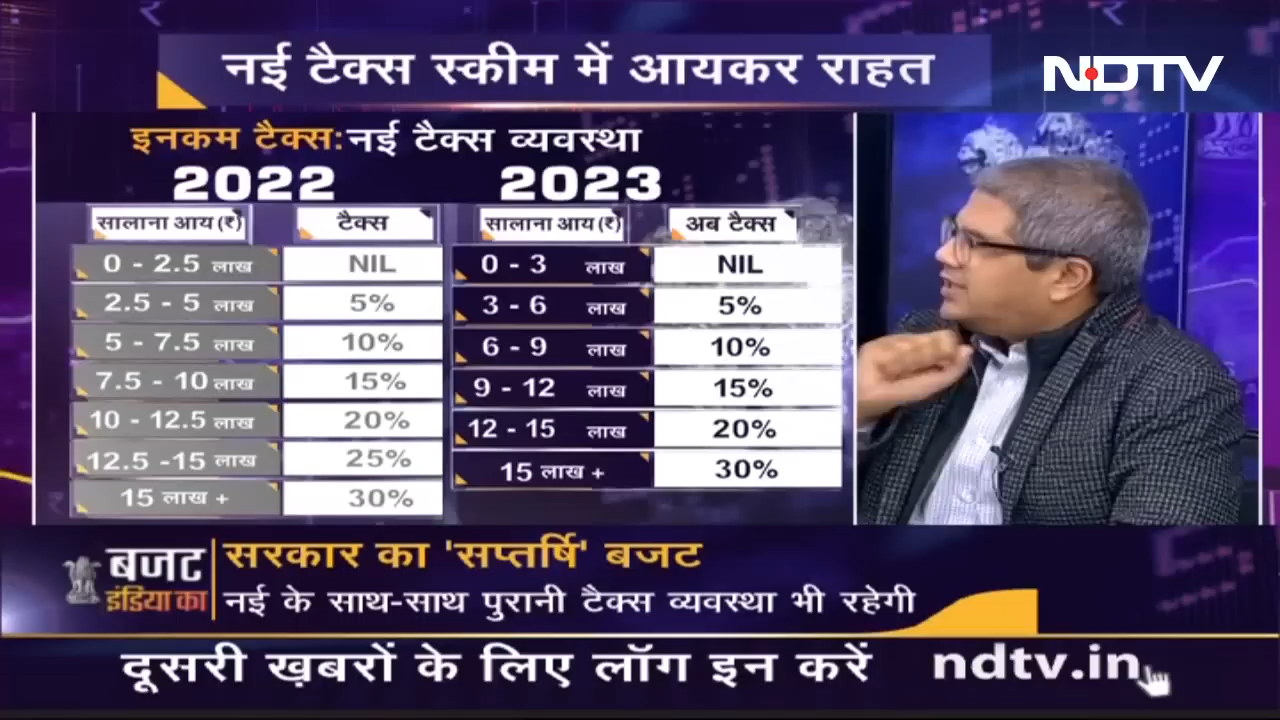 नई टैक्स स्कीम में आयकर राहत
NDTV
इनकम टैक्स:नई टैक्स व्यवस्था
2022 2023
सालाना आय (₹) टैक्स सालाना आय (₹) अब टैक्स
0 - 2.5 लाख NIL 0 - 3 लाख NIL
2.5 - 5 लाख 5% 3 - 6 लाख 5%
5 - 7.5 लाख 10% 6 - 9 लाख 10%
7.5 - 10 लाख 15% 9 - 12 लाख 15%
10 - 12.5 लाख 20% 12 - 15 लाख 20%
12.5 -15 लाख 25% 15 लाख + 30%
15 लाख + 30%
बजट इंडिया का
सरकार का 'सप्तर्षि' बजट
नई के साथ-साथ पुरानी टैक्स व्यवस्था भी रहेगी
दूसरी ख़बरों के लिए लॉग इन करें ndtv.in